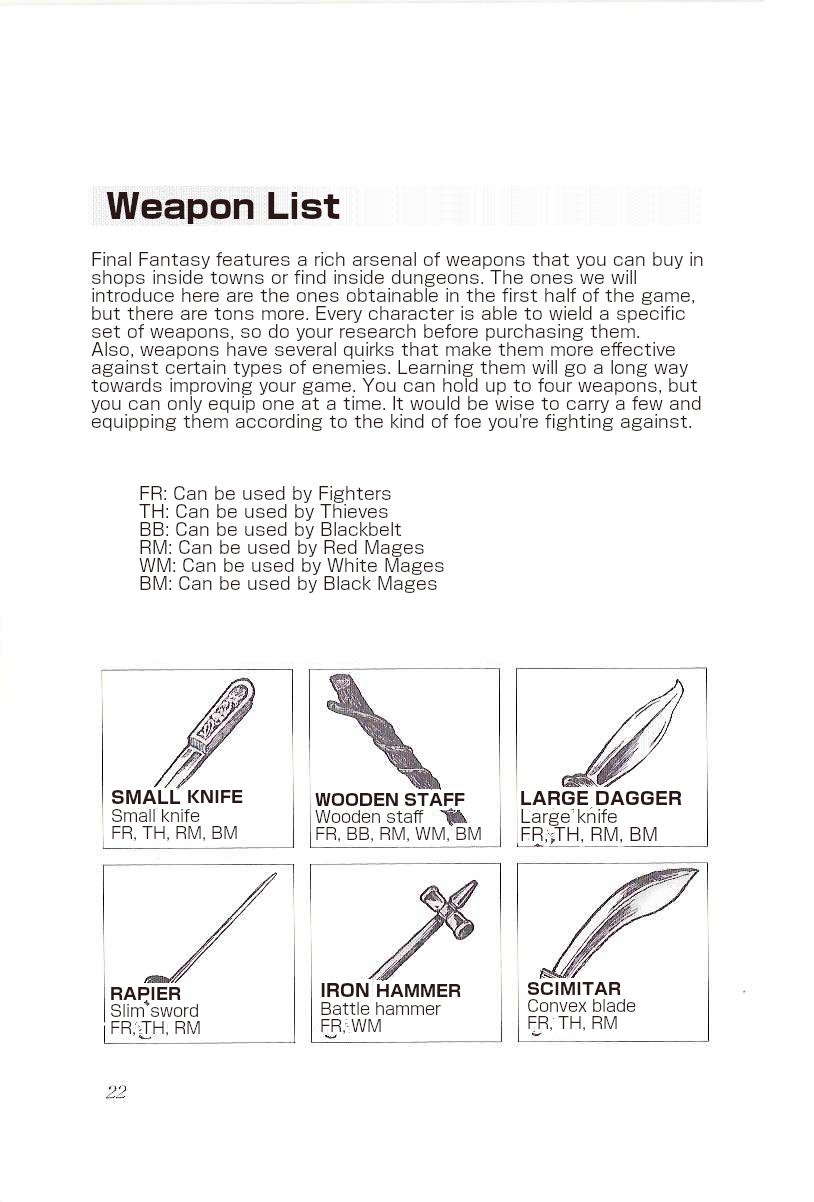 Weapon List
Final Fantasy features a rich arsenal of weapons that you can buy in
shops inside towns or find inside dungeons. The ones we will
introduce here are the ones obtainable in the first half of the game,
but there are tons more. Every character is able to wield a specific
set of weapons, so do your research before purchasing them.
Also, weapons have several quirks that make them more effective
against certain types of enemies. Learning them will go a long way
towards improving your game. You can hold up to four weapons, but
you can only equip one at a time. It would be wise to carry a few and
equipping them according to the kind of foe you're fighting against.
FR: Can be used by Fighters
TH: Can be used by Thieves
BB: Can be used by Blackbelt
RM: Can be used by Red Mages
WM: Can be used by White Mages
BM: Can be used by Black Mages
SMALL KNIFE
Small knife
FR, TH, RM, BM
WOODEN STAFF
Wooden staff
FR, BB, RM, WM, BM
LARGE DAGGER
Large knife
FR, TH, RM, BM
RAPIER
Slim sword
FR, TH, RM
IRON HAMMER
Battle hammer
FR, WM
SCIMITAR
Convex blade
FR, TH, RM
22